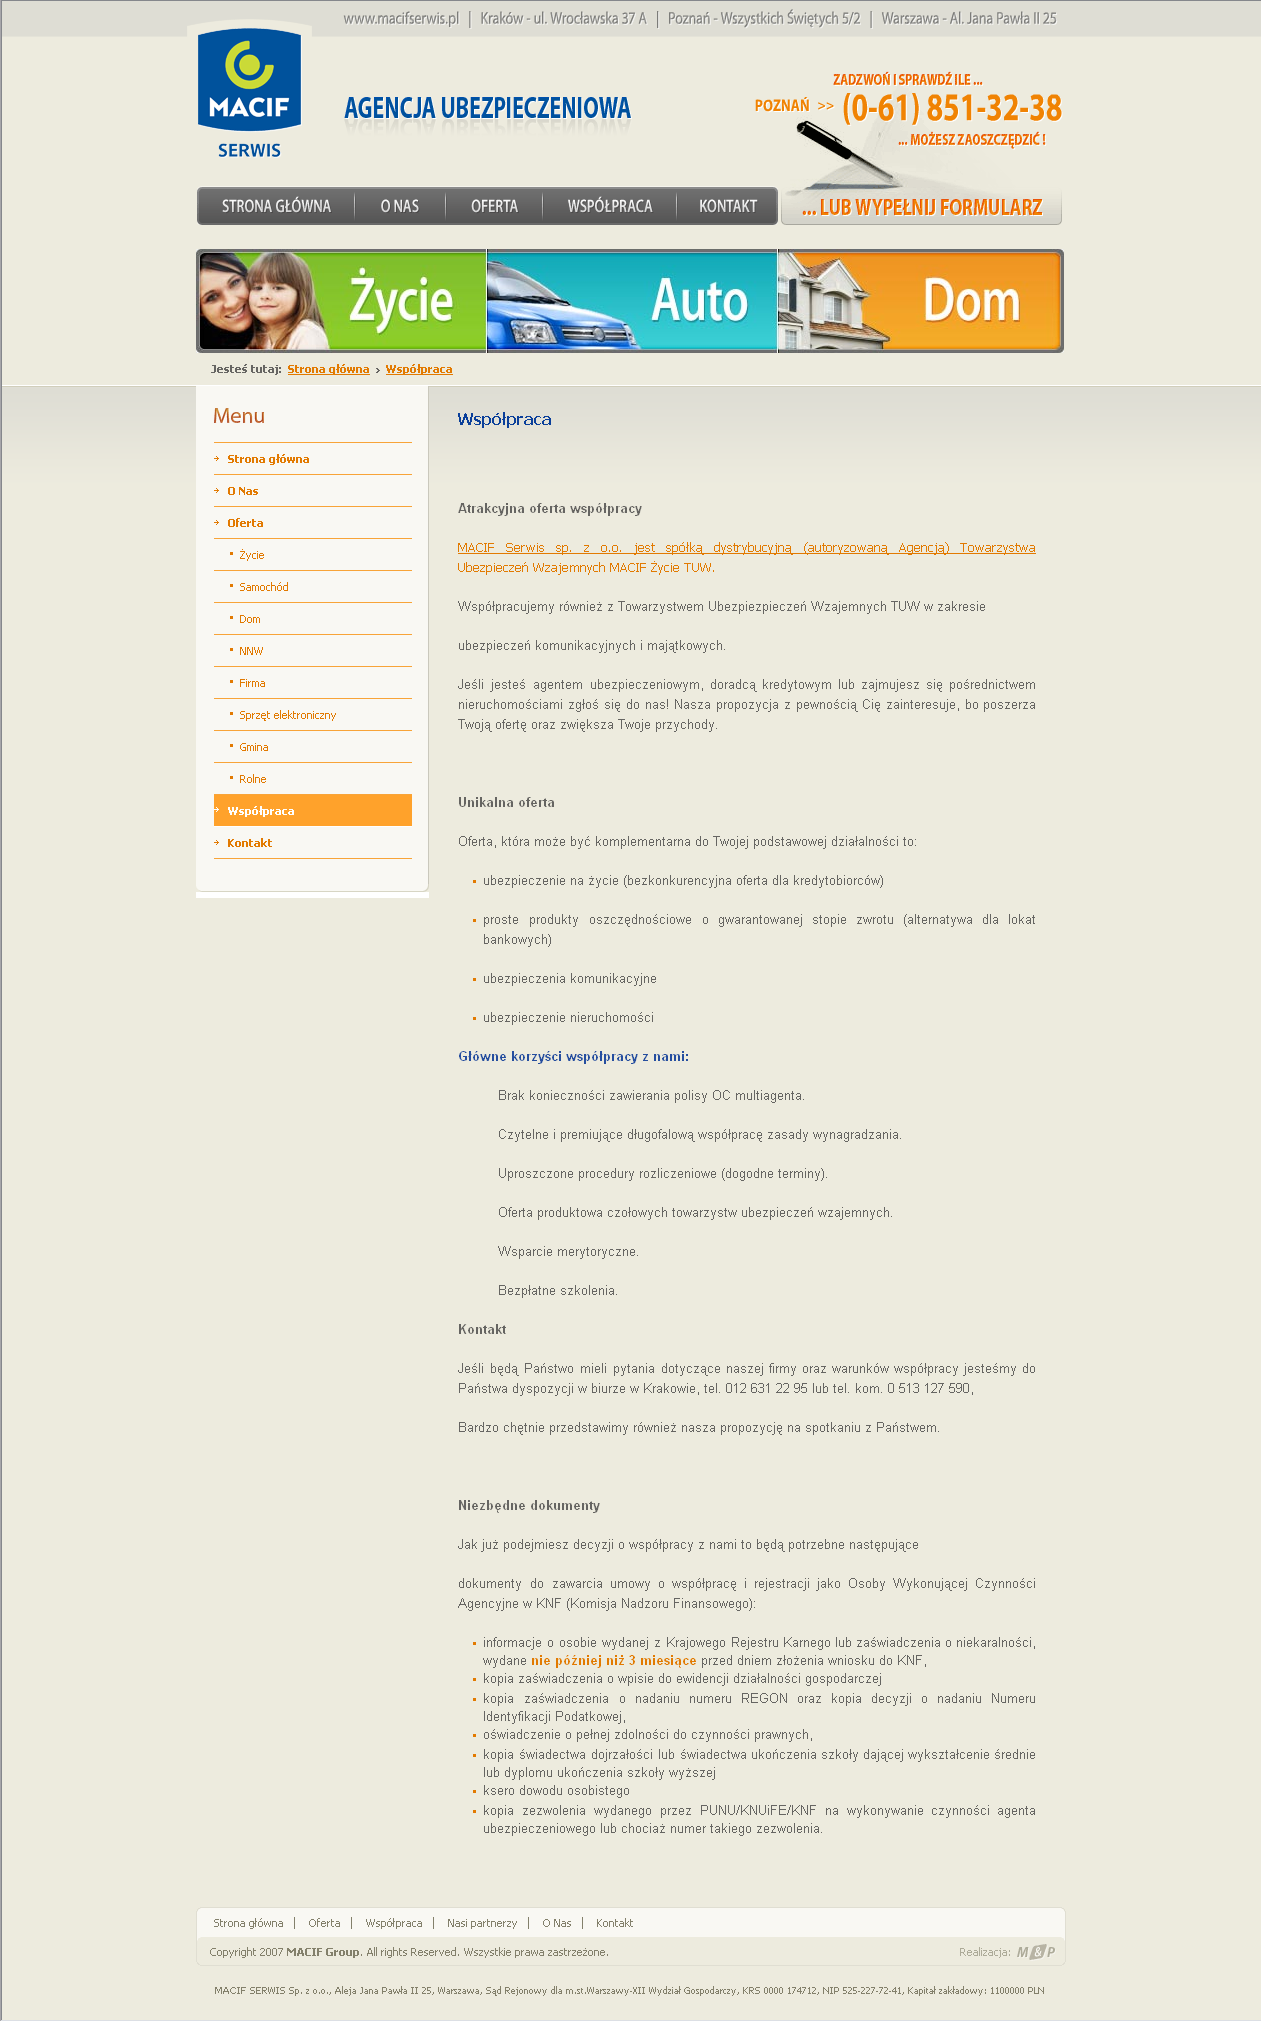 www.macifserwis.pl | Kraków - ul. Wrocławska 37 A | Poznań - Wszystkich Świętych 5/2 | Warszawa - Al. Jana Pawła II 25
MACIF
SERWIS
AGENCJA UBEZPIECZENIOWA
ZADZWOŃ I SPRAWDŹ ILE ...
POZNAŃ >> (0-61) 851-32-38
... MOŻESZ ZAOSZCZĘDZIĆ !
STRONA GŁÓWNA | O NAS | OFERTA | WSPÓŁPRACA | KONTAKT
... LUB WYPEŁNIJ FORMULARZ
Życie
Auto
Dom
Jesteś tutaj: Strona główna › Współpraca
Menu
Strona główna
O Nas
Oferta
Życie
Samochód
Dom
NNW
Firma
Sprzęt elektroniczny
Gmina
Rolne
Współpraca
Kontakt
Współpraca
Atrakcyjna oferta współpracy
MACIF Serwis sp. z o.o. jest spółką dystrybucyjną (autoryzowaną Agencją) Towarzystwa
Ubezpieczeń Wzajemnych MACIF Życie TUW.
Współpracujemy również z Towarzystwem Ubezpiezpieczeń Wzajemnych TUW w zakresie
ubezpieczeń komunikacyjnych i majątkowych.
Jeśli jesteś agentem ubezpieczeniowym, doradcą kredytowym lub zajmujesz się pośrednictwem
nieruchomościami zgłoś się do nas! Nasza propozycja z pewnością Cię zainteresuje, bo poszerza
Twoją ofertę oraz zwiększa Twoje przychody.
Unikalna oferta
Oferta, która może być komplementarna do Twojej podstawowej działalności to:
ubezpieczenie na życie (bezkonkurencyjna oferta dla kredytobiorców)
proste produkty oszczędnościowe o gwarantowanej stopie zwrotu (alternatywa dla lokat
bankowych)
ubezpieczenia komunikacyjne
ubezpieczenie nieruchomości
Główne korzyści współpracy z nami:
Brak konieczności zawierania polisy OC multiagenta.
Czytelne i premiujące długofalową współpracę zasady wynagradzania.
Uproszczone procedury rozliczeniowe (dogodne terminy).
Oferta produktowa czołowych towarzystw ubezpieczeń wzajemnych.
Wsparcie merytoryczne.
Bezpłatne szkolenia.
Kontakt
Jeśli będą Państwo mieli pytania dotyczące naszej firmy oraz warunków współpracy jesteśmy do
Państwa dyspozycji w biurze w Krakowie, tel. 012 631 22 95 lub tel. kom. 0 513 127 590,
Bardzo chętnie przedstawimy również nasza propozycję na spotkaniu z Państwem.
Niezbędne dokumenty
Jak już podejmiesz decyzji o współpracy z nami to będą potrzebne następujące
dokumenty do zawarcia umowy o współpracę i rejestracji jako Osoby Wykonującej Czynności
Agencyjne w KNF (Komisja Nadzoru Finansowego):
informacje o osobie wydanej z Krajowego Rejestru Karnego lub zaświadczenia o niekaralności,
wydane nie później niż 3 miesiące przed dniem złożenia wniosku do KNF,
kopia zaświadczenia o wpisie do ewidencji działalności gospodarczej
kopia zaświadczenia o nadaniu numeru REGON oraz kopia decyzji o nadaniu Numeru
Identyfikacji Podatkowej,
oświadczenie o pełnej zdolności do czynności prawnych,
kopia świadectwa dojrzałości lub świadectwa ukończenia szkoły dającej wykształcenie średnie
lub dyplomu ukończenia szkoły wyższej
ksero dowodu osobistego
kopia zezwolenia wydanego przez PUNU/KNUiFE/KNF na wykonywanie czynności agenta
ubezpieczeniowego lub chociaż numer takiego zezwolenia.
Strona główna | Oferta | Współpraca | Nasi partnerzy | O Nas | Kontakt
Copyright 2007 MACIF Group. All rights Reserved. Wszystkie prawa zastrzeżone.
Realizacja: M&P
MACIF SERWIS Sp. z o.o., Aleja Jana Pawła II 25, Warszawa, Sąd Rejonowy dla m.st.Warszawy-XII Wydział Gospodarczy, KRS 0000 174712, NIP 525-227-72-41, Kapitał zakładowy: 1100000 PLN